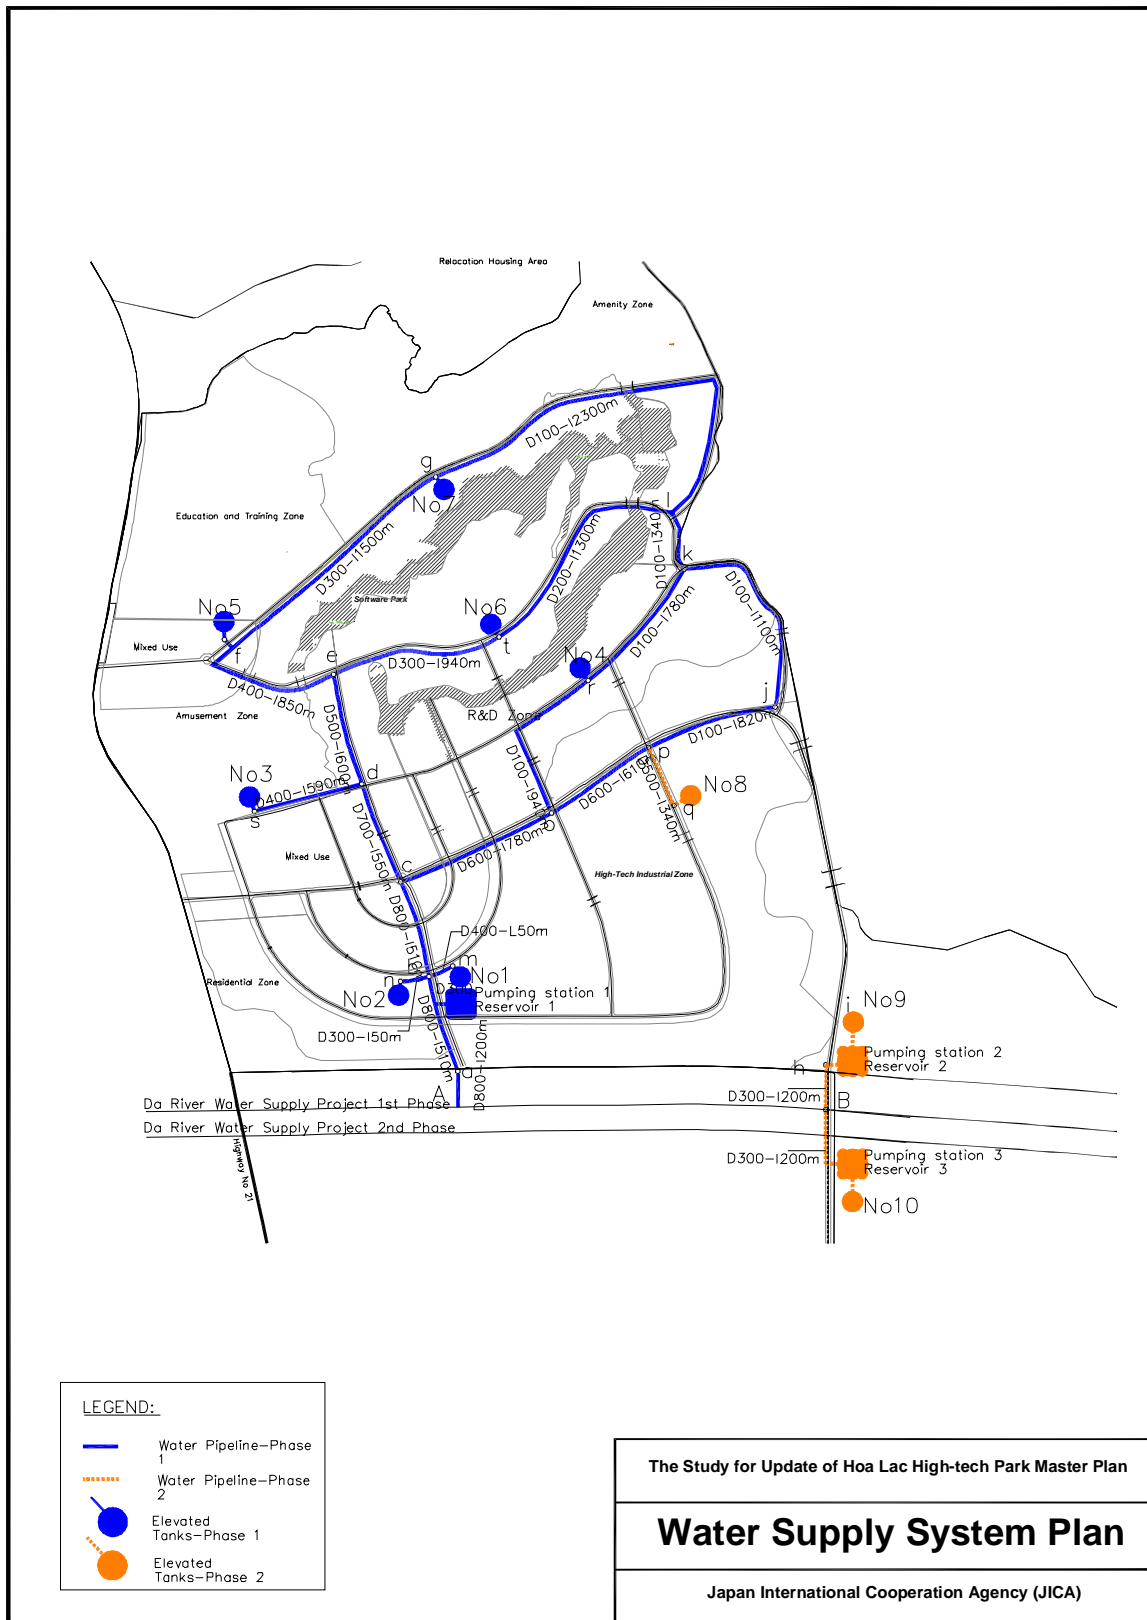 Relocation Housing Area
Amenity Zone
D100-l2300m
g
No7
Education and Training Zone
D300-l1500m
l
D100-l340
D200-l1300m
k
D100-l1100m
Software Park
No5
No6
D100-l780m
Mixed Use
f
e
t
D300-l940m
No4
D400-l850m
r
j
Amusement Zone
R&D Zone
D100-l820m
D500-l600m
p
No3
d
D400-l590m
D100-l940
D600-l610
D500-l340m
No8
s
q
D700-l550m
D600-l780m
Mixed Use
c
High-Tech Industrial Zone
D800-l510m
D400-L50m
m
Residential Zone
n
No1
No2
D300
Pumping station 1
Reservoir 1
D300-l50m
D800-l510m
D800-l200m
i
No9
Pumping station 2
Reservoir 2
h
a
A
D300-l200m
B
Da River Water Supply Project 1st Phase
Da River Water Supply Project 2nd Phase
Highway No 21
D300-l200m
Pumping station 3
Reservoir 3
No10
LEGEND:
Water Pipeline-Phase
1
Water Pipeline-Phase
2
Elevated
Tanks-Phase 1
Elevated
Tanks-Phase 2
The Study for Update of Hoa Lac High-tech Park Master Plan
Water Supply System Plan
Japan International Cooperation Agency (JICA)